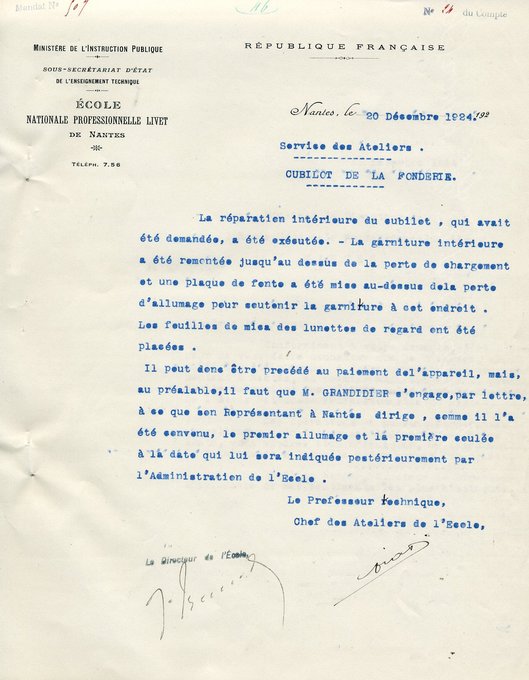 Mandat Nº 507
16
Nº 24 du Compte
MINISTÈRE DE L'INSTRUCTION PUBLIQUE
SOUS-SECRÉTARIAT D'ÉTAT
DE L'ENSEIGNEMENT TECHNIQUE
ÉCOLE
NATIONALE PROFESSIONNELLE LIVET
DE NANTES
TÉLÉPH. 7.56
RÉPUBLIQUE FRANÇAISE
Nantes, le 20 Décembre 1924. 192
Service des Ateliers .
CUBILOT DE LA FONDERIE.
La réparation intérieure du cubilot , qui avait
été demandée, a été exécutée. - La garniture intérieure
a été remontée jusqu'au dessus de la porte de chargement
et une plaque de fonte a été mise au-dessus dela porte
d'allumage pour soutenir la garniture à cet endroit .
Les feuilles de mica des lunettes de regard ont été
placées .
Il peut donc être procédé au paiement del'appareil, mais,
au préalable,il faut que M. GRANDIDIER s'engage,par lettre,
à ce que son Représentant à Nantes dirige , comme il l'a
été convenu, le premier allumage et la première coulée
à la date qui lui sera indiquée postérieurement par
l'Administration de l'Ecole .
Le Professeur technique,
Chef des Ateliers de l'Ecole,
Le Directeur de l'École,